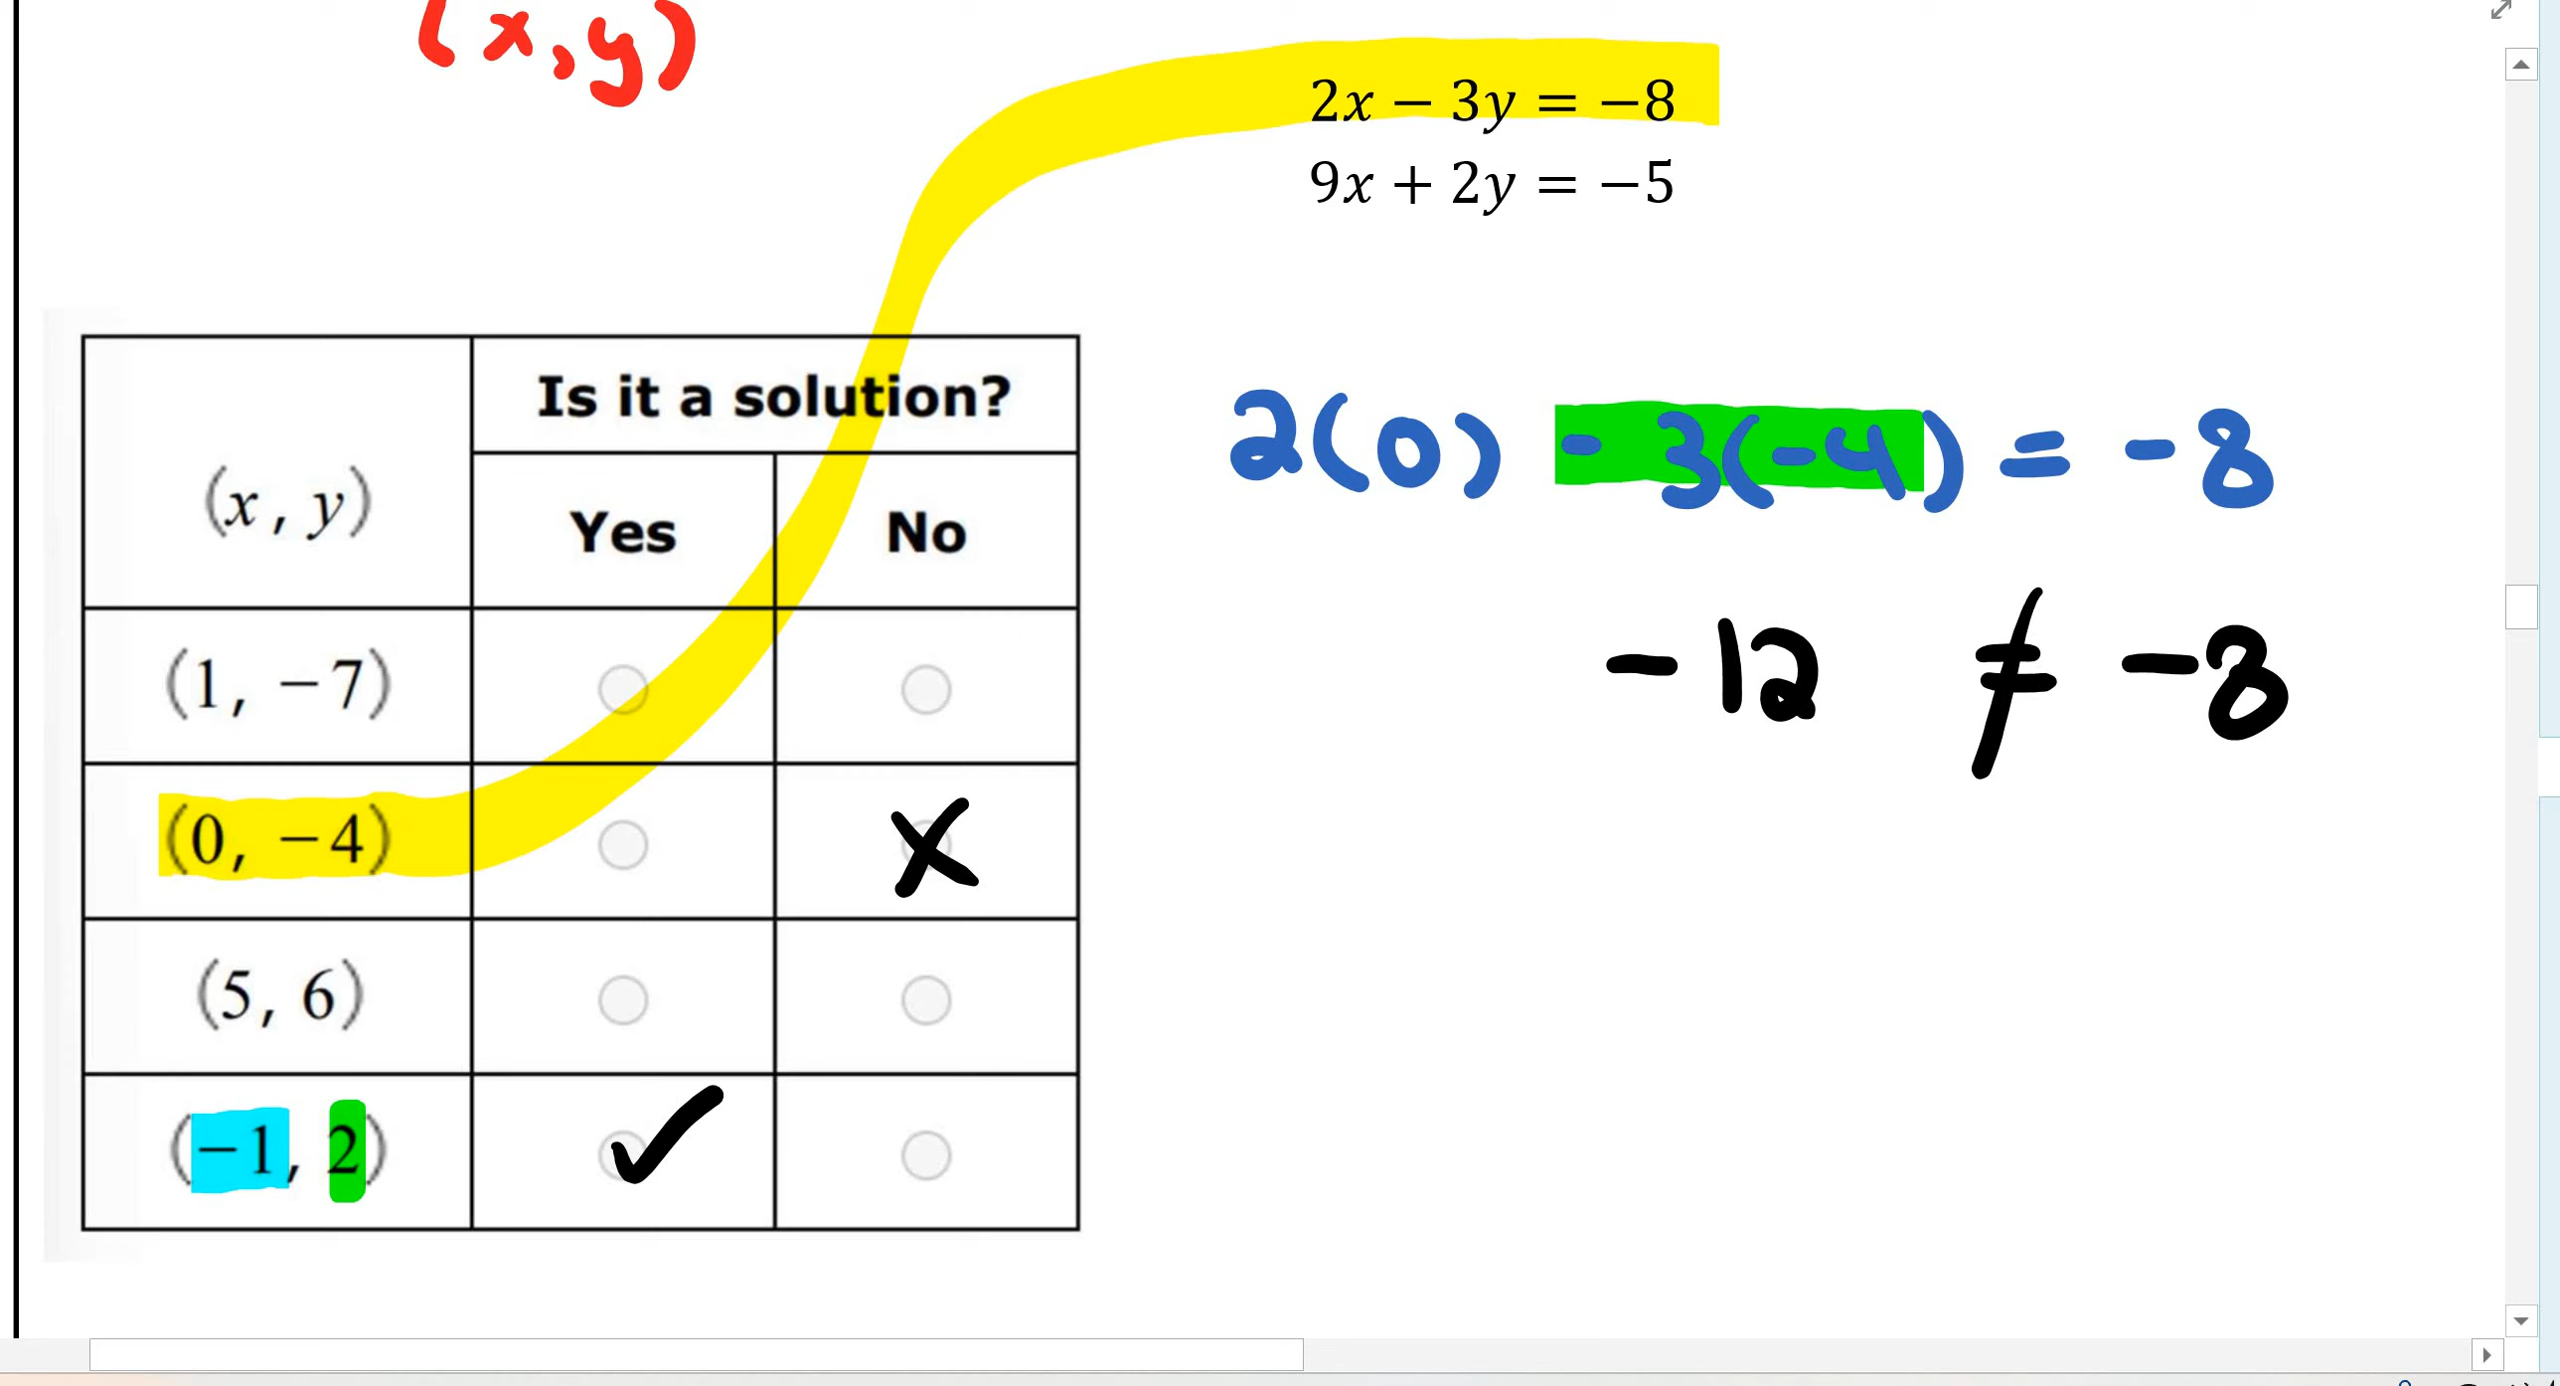 (x,y)
2x − 3y = −8
9x + 2y = −5
(x, y)
Is it a solution?
Yes
No
2(0) - 3(-4) = -8
-12 ≠ -8
(1, −7)
(0, −4)
X
(5, 6)
(−1, 2)
✓